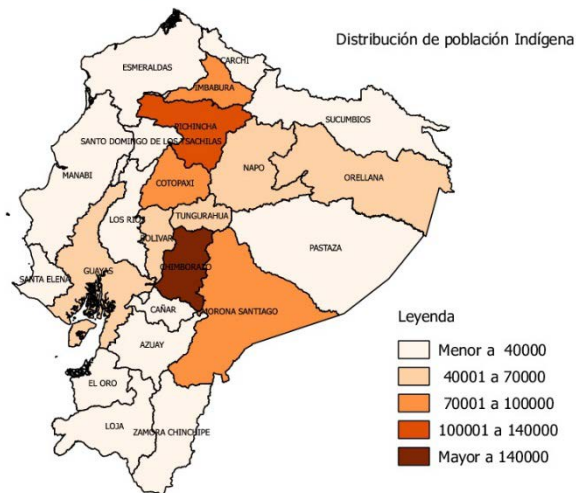 Distribución de población Indígena
CARCHI
ESMERALDAS
IMBABURA
PICHINCHA
SUCUMBIOS
SANTO DOMINGO DE LOS TSACHILAS
NAPO
ORELLANA
MANABI
COTOPAXI
LOS RIOS
TUNGURAHUA
BOLIVAR
PASTAZA
GUAYAS
CHIMBORAZO
SANTA ELENA
CAÑAR
MORONA SANTIAGO
AZUAY
EL ORO
LOJA
ZAMORA CHINCHIPE
Leyenda
Menor a 40000
40001 a 70000
70001 a 100000
100001 a 140000
Mayor a 140000